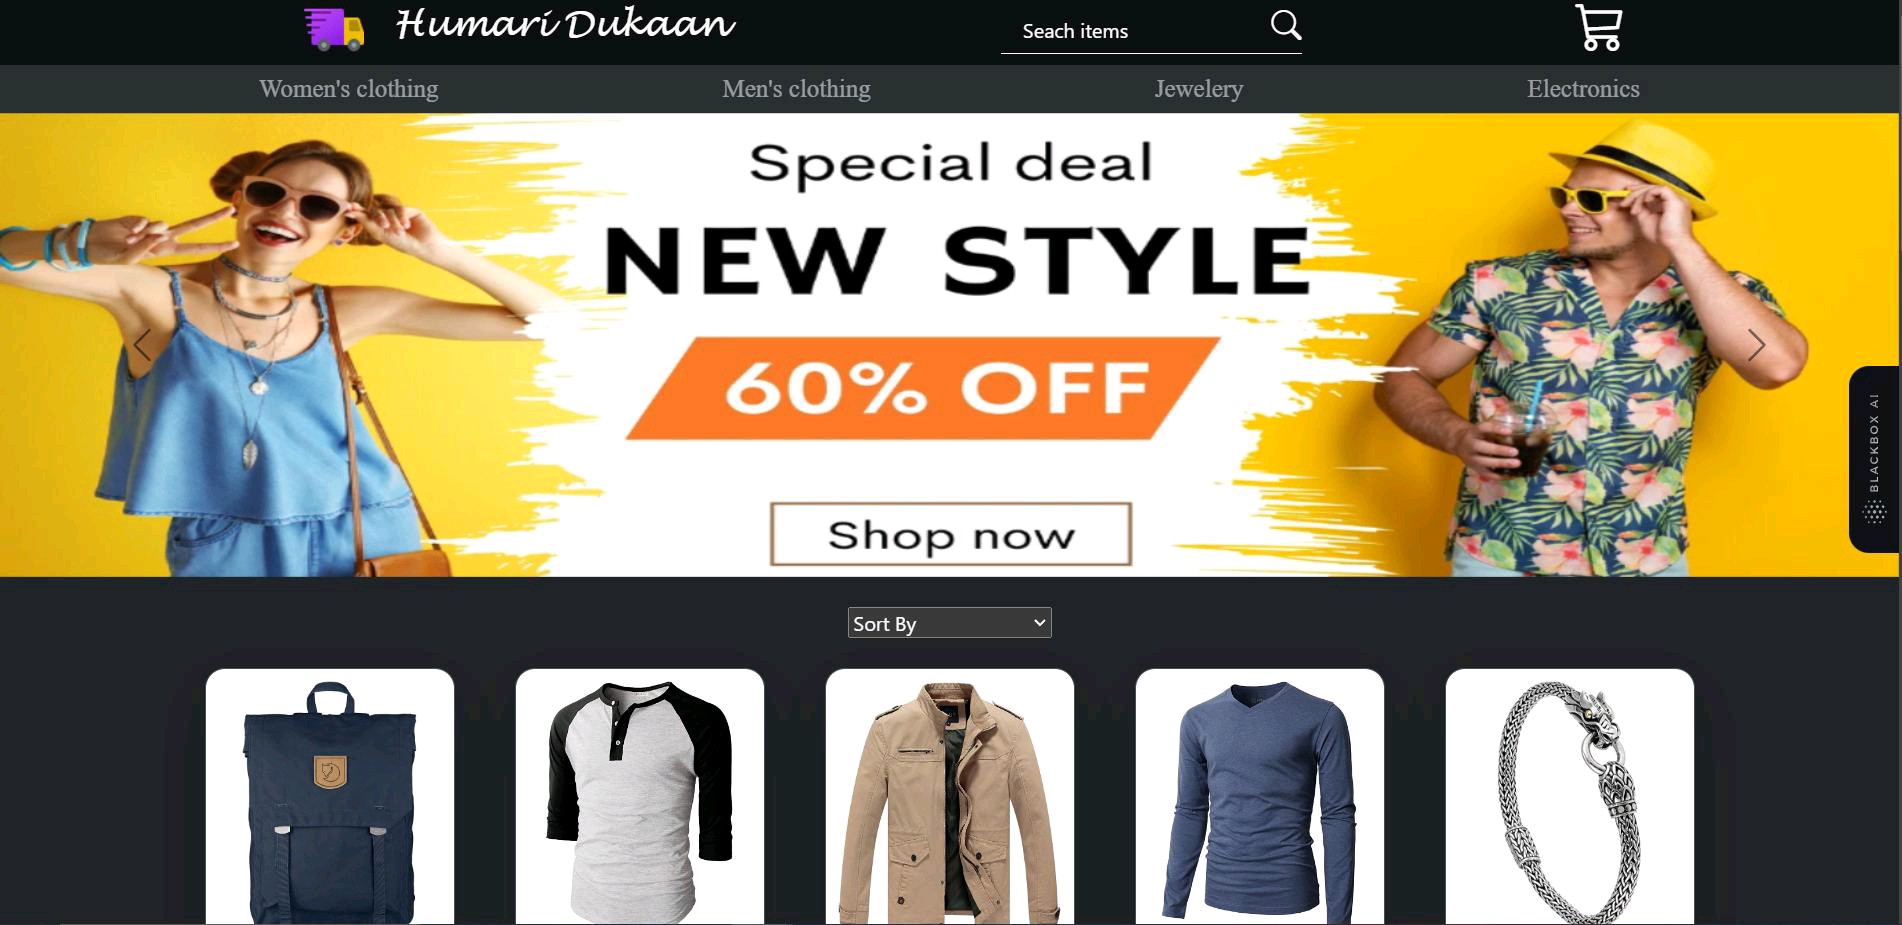 Humari Dukaan
Seach items
Women's clothing
Men's clothing
Jewelery
Electronics
Special deal
NEW STYLE
60% OFF
Shop now
BLACKBOX AI
Sort By